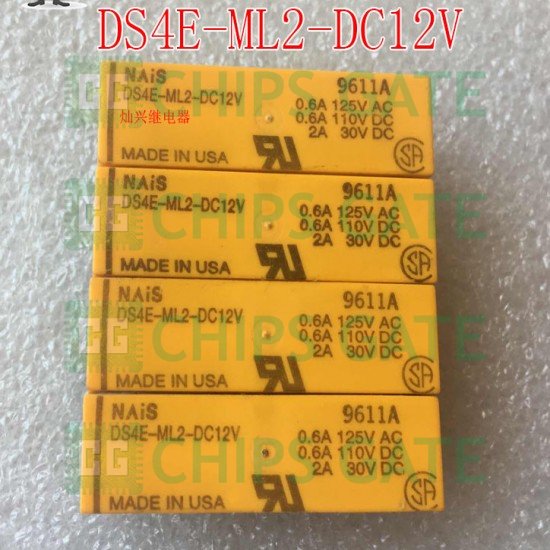 DS4E-ML2-DC12V
NAiS 9611A
DS4E-ML2-DC12V 0.6A 125V AC
灿兴继电器 0.6A 110V DC
2A 30V DC
MADE IN USA
CHIPS GATE
NAiS 9611A
DS4E-ML2-DC12V 0.6A 125V AC
0.6A 110V DC
2A 30V DC
MADE IN USA
CHIPS GATE
NAiS 9611A
DS4E-ML2-DC12V 0.6A 125V AC
0.6A 110V DC
2A 30V DC
MADE IN USA
CHIPS GATE
NAiS 9611A
DS4E-ML2-DC12V 0.6A 125V AC
0.6A 110V DC
2A 30V DC
MADE IN USA
CHIPS GATE